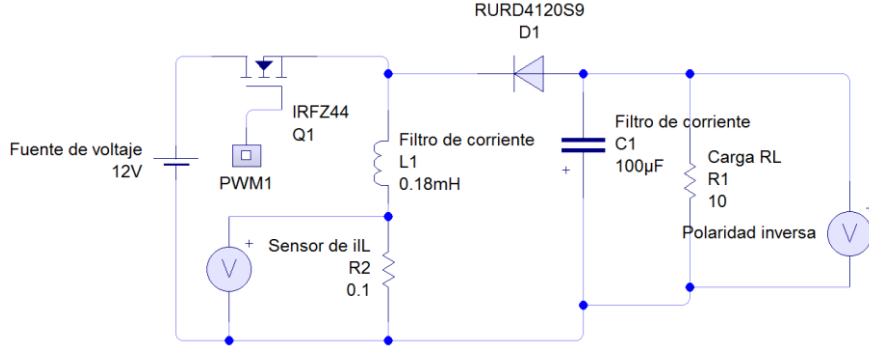 RURD4120S9
D1
IRFZ44
Q1
Fuente de voltaje
12V
PWM1
Filtro de corriente
L1
0.18mH
Filtro de corriente
C1
100µF
+
Carga RL
R1
10
+
Polaridad inversa
V
+
V
Sensor de iIL
R2
0.1